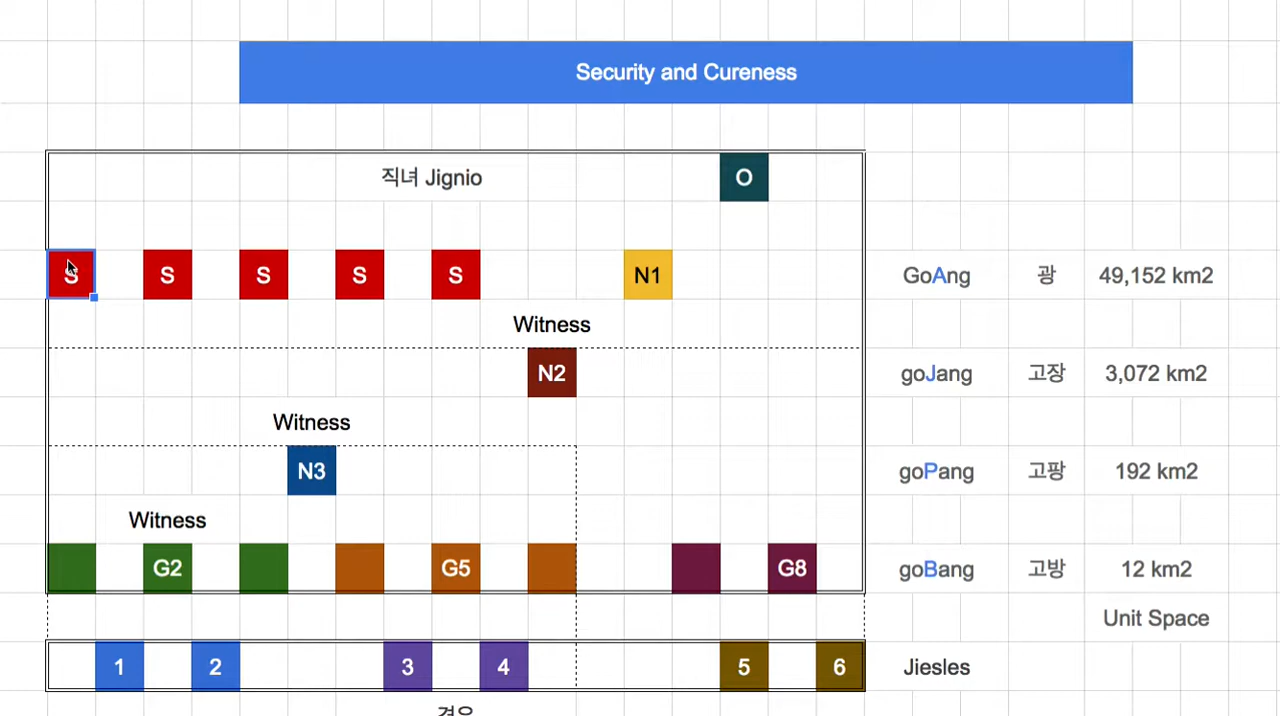 Security and Cureness
직녀 Jignio
O
S S S S S N1 GoAng 광 49,152 km2
Witness
N2 goJang 고장 3,072 km2
Witness
N3 goPang 고팡 192 km2
Witness
G2 G5 G8 goBang 고방 12 km2
Unit Space
1 2 3 4 5 6 Jiesles